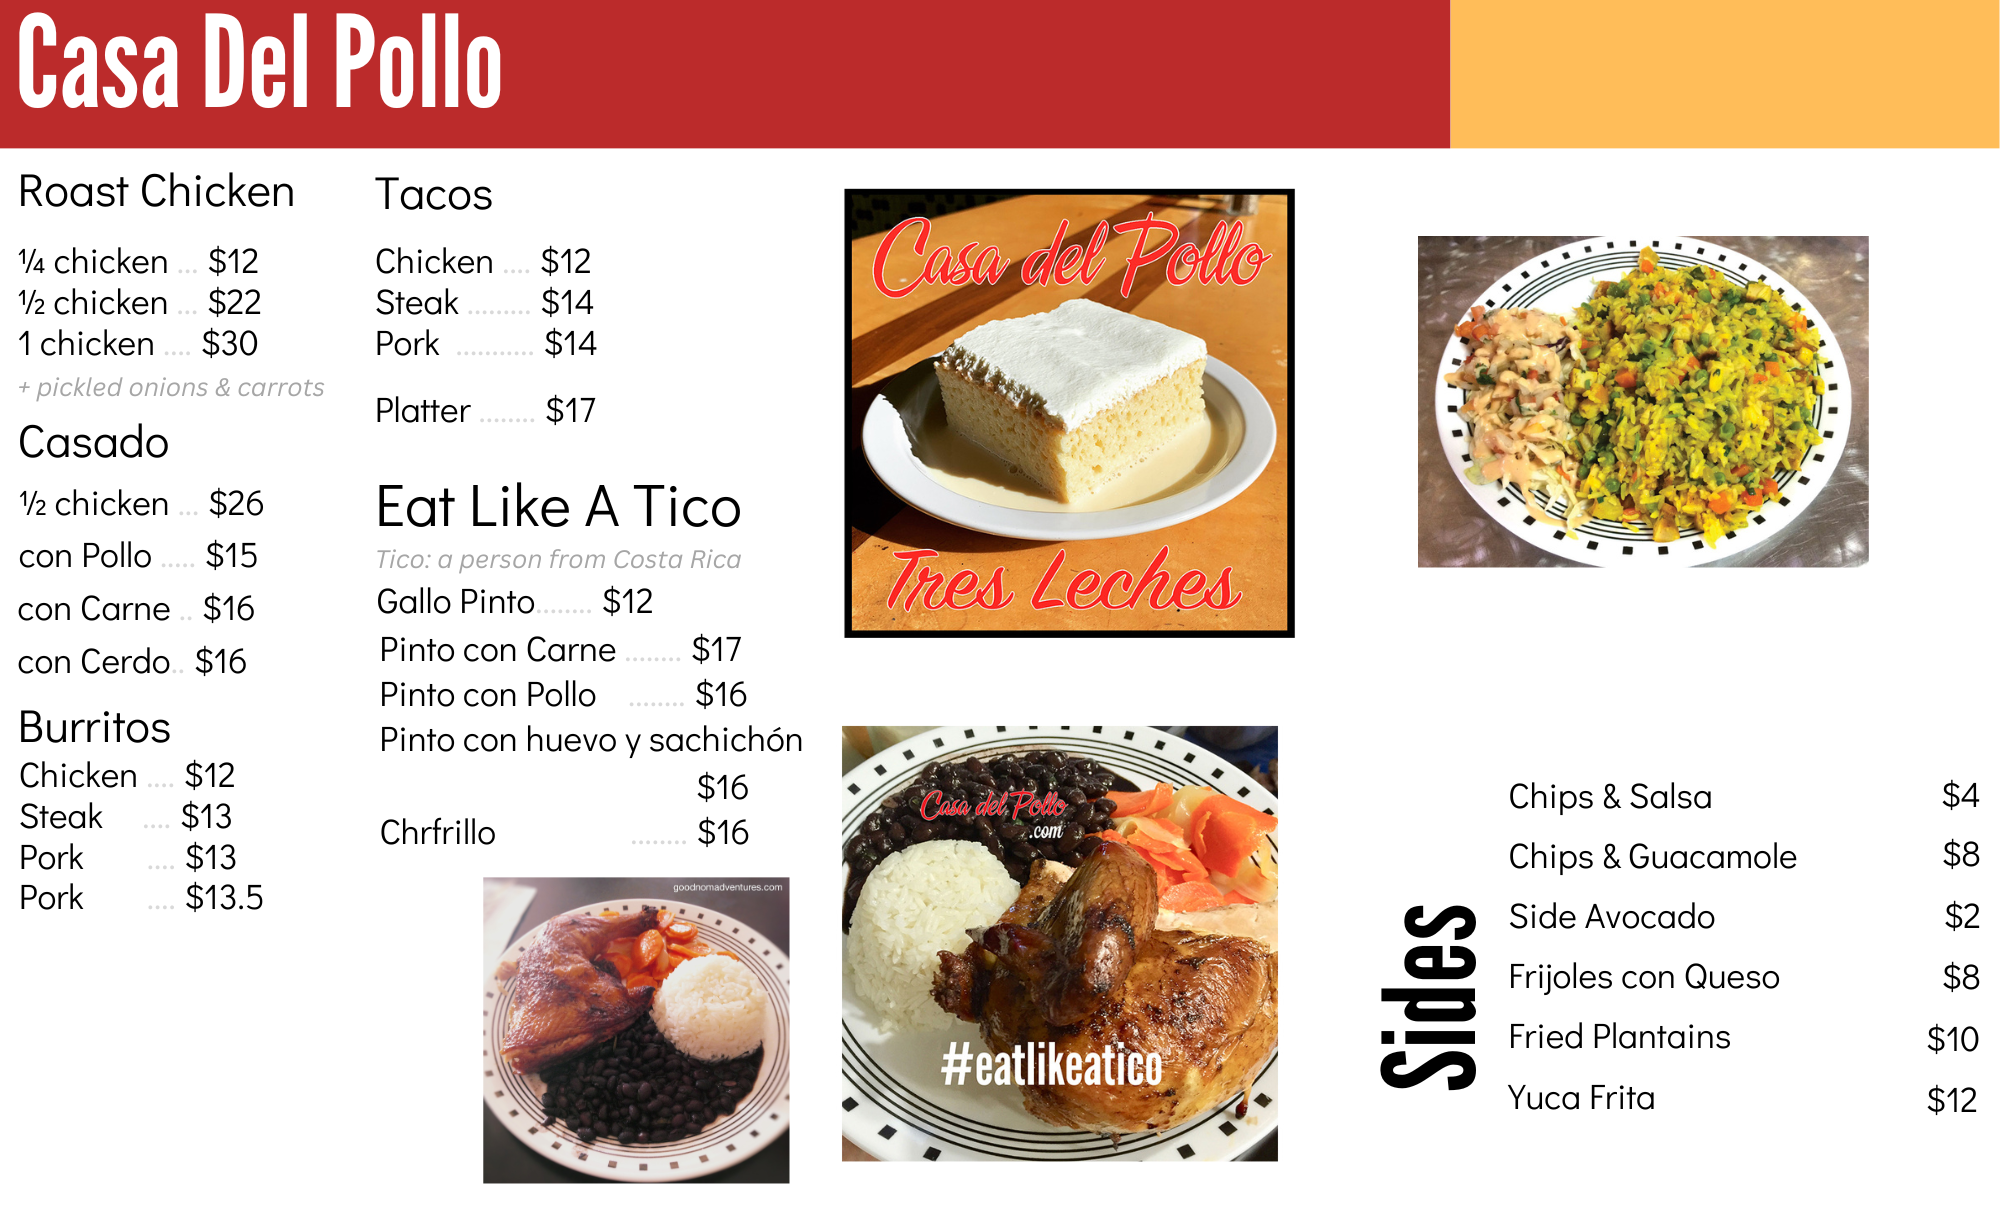 Casa Del Pollo
Roast Chicken
¼ chicken ... $12
½ chicken ... $22
1 chicken .... $30
+ pickled onions & carrots
Casado
½ chicken ... $26
con Pollo ..... $15
con Carne .. $16
con Cerdo.. $16
Burritos
Chicken .... $12
Steak .... $13
Pork .... $13
Pork .... $13.5
Tacos
Chicken .... $12
Steak ......... $14
Pork ........... $14
Platter ........ $17
Eat Like A Tico
Tico: a person from Costa Rica
Gallo Pinto........ $12
Pinto con Carne ........ $17
Pinto con Pollo ........ $16
Pinto con huevo y sachichón
$16
Chrfrillo ........ $16
goodnomadventures.com
Casa del Pollo
Tres Leches
Casa del Pollo
.com
#eatlikeatico
Sides
Chips & Salsa $4
Chips & Guacamole $8
Side Avocado $2
Frijoles con Queso $8
Fried Plantains $10
Yuca Frita $12